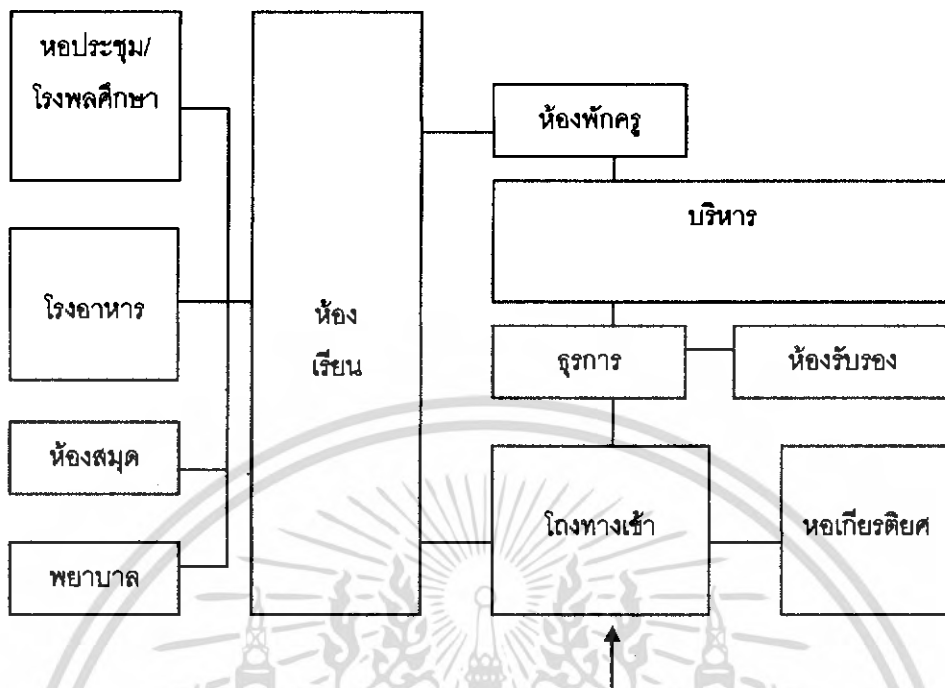 หอประชุม/
โรงพลศึกษา
ห้องพักครู
บริหาร
โรงอาหาร
ห้อง
เรียน
ธุรการ
ห้องรับรอง
ห้องสมุด
โถงทางเข้า
หอเกียรติยศ
พยาบาล